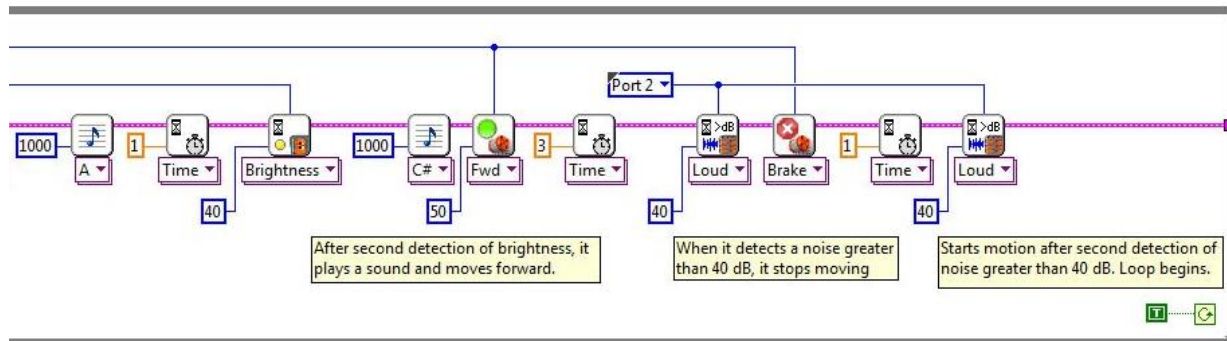 Port 2
1000
1
1000
3
>dB
1
>dB
A
Time
Brightness
C#
Fwd
Time
Loud
Brake
Time
Loud
40
50
40
40
After second detection of brightness, it
plays a sound and moves forward.
When it detects a noise greater
than 40 dB, it stops moving
Starts motion after second detection of
noise greater than 40 dB. Loop begins.
T